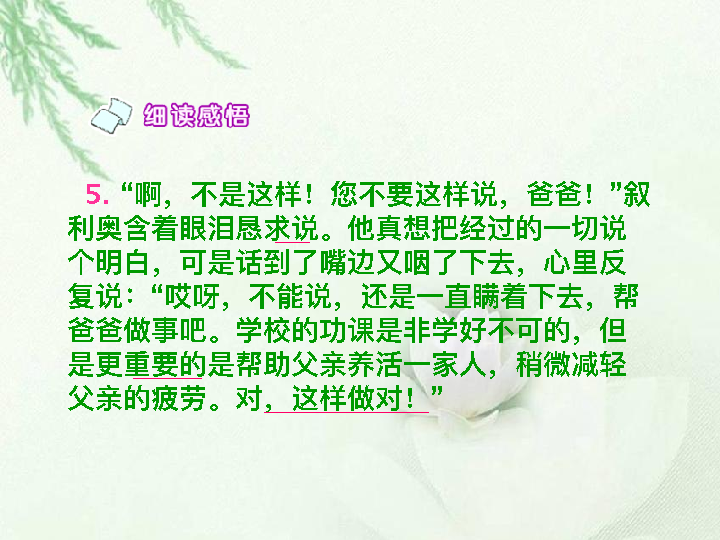 细读感悟
5. “啊，不是这样！您不要这样说，爸爸！”叙
利奥含着眼泪恳求说。他真想把经过的一切说
个明白，可是话到了嘴边又咽了下去，心里反
复说：“哎呀，不能说，还是一直瞒着下去，帮
爸爸做事吧。学校的功课是非学好不可的，但
是更重要的是帮助父亲养活一家人，稍微减轻
父亲的疲劳。对，这样做对！”